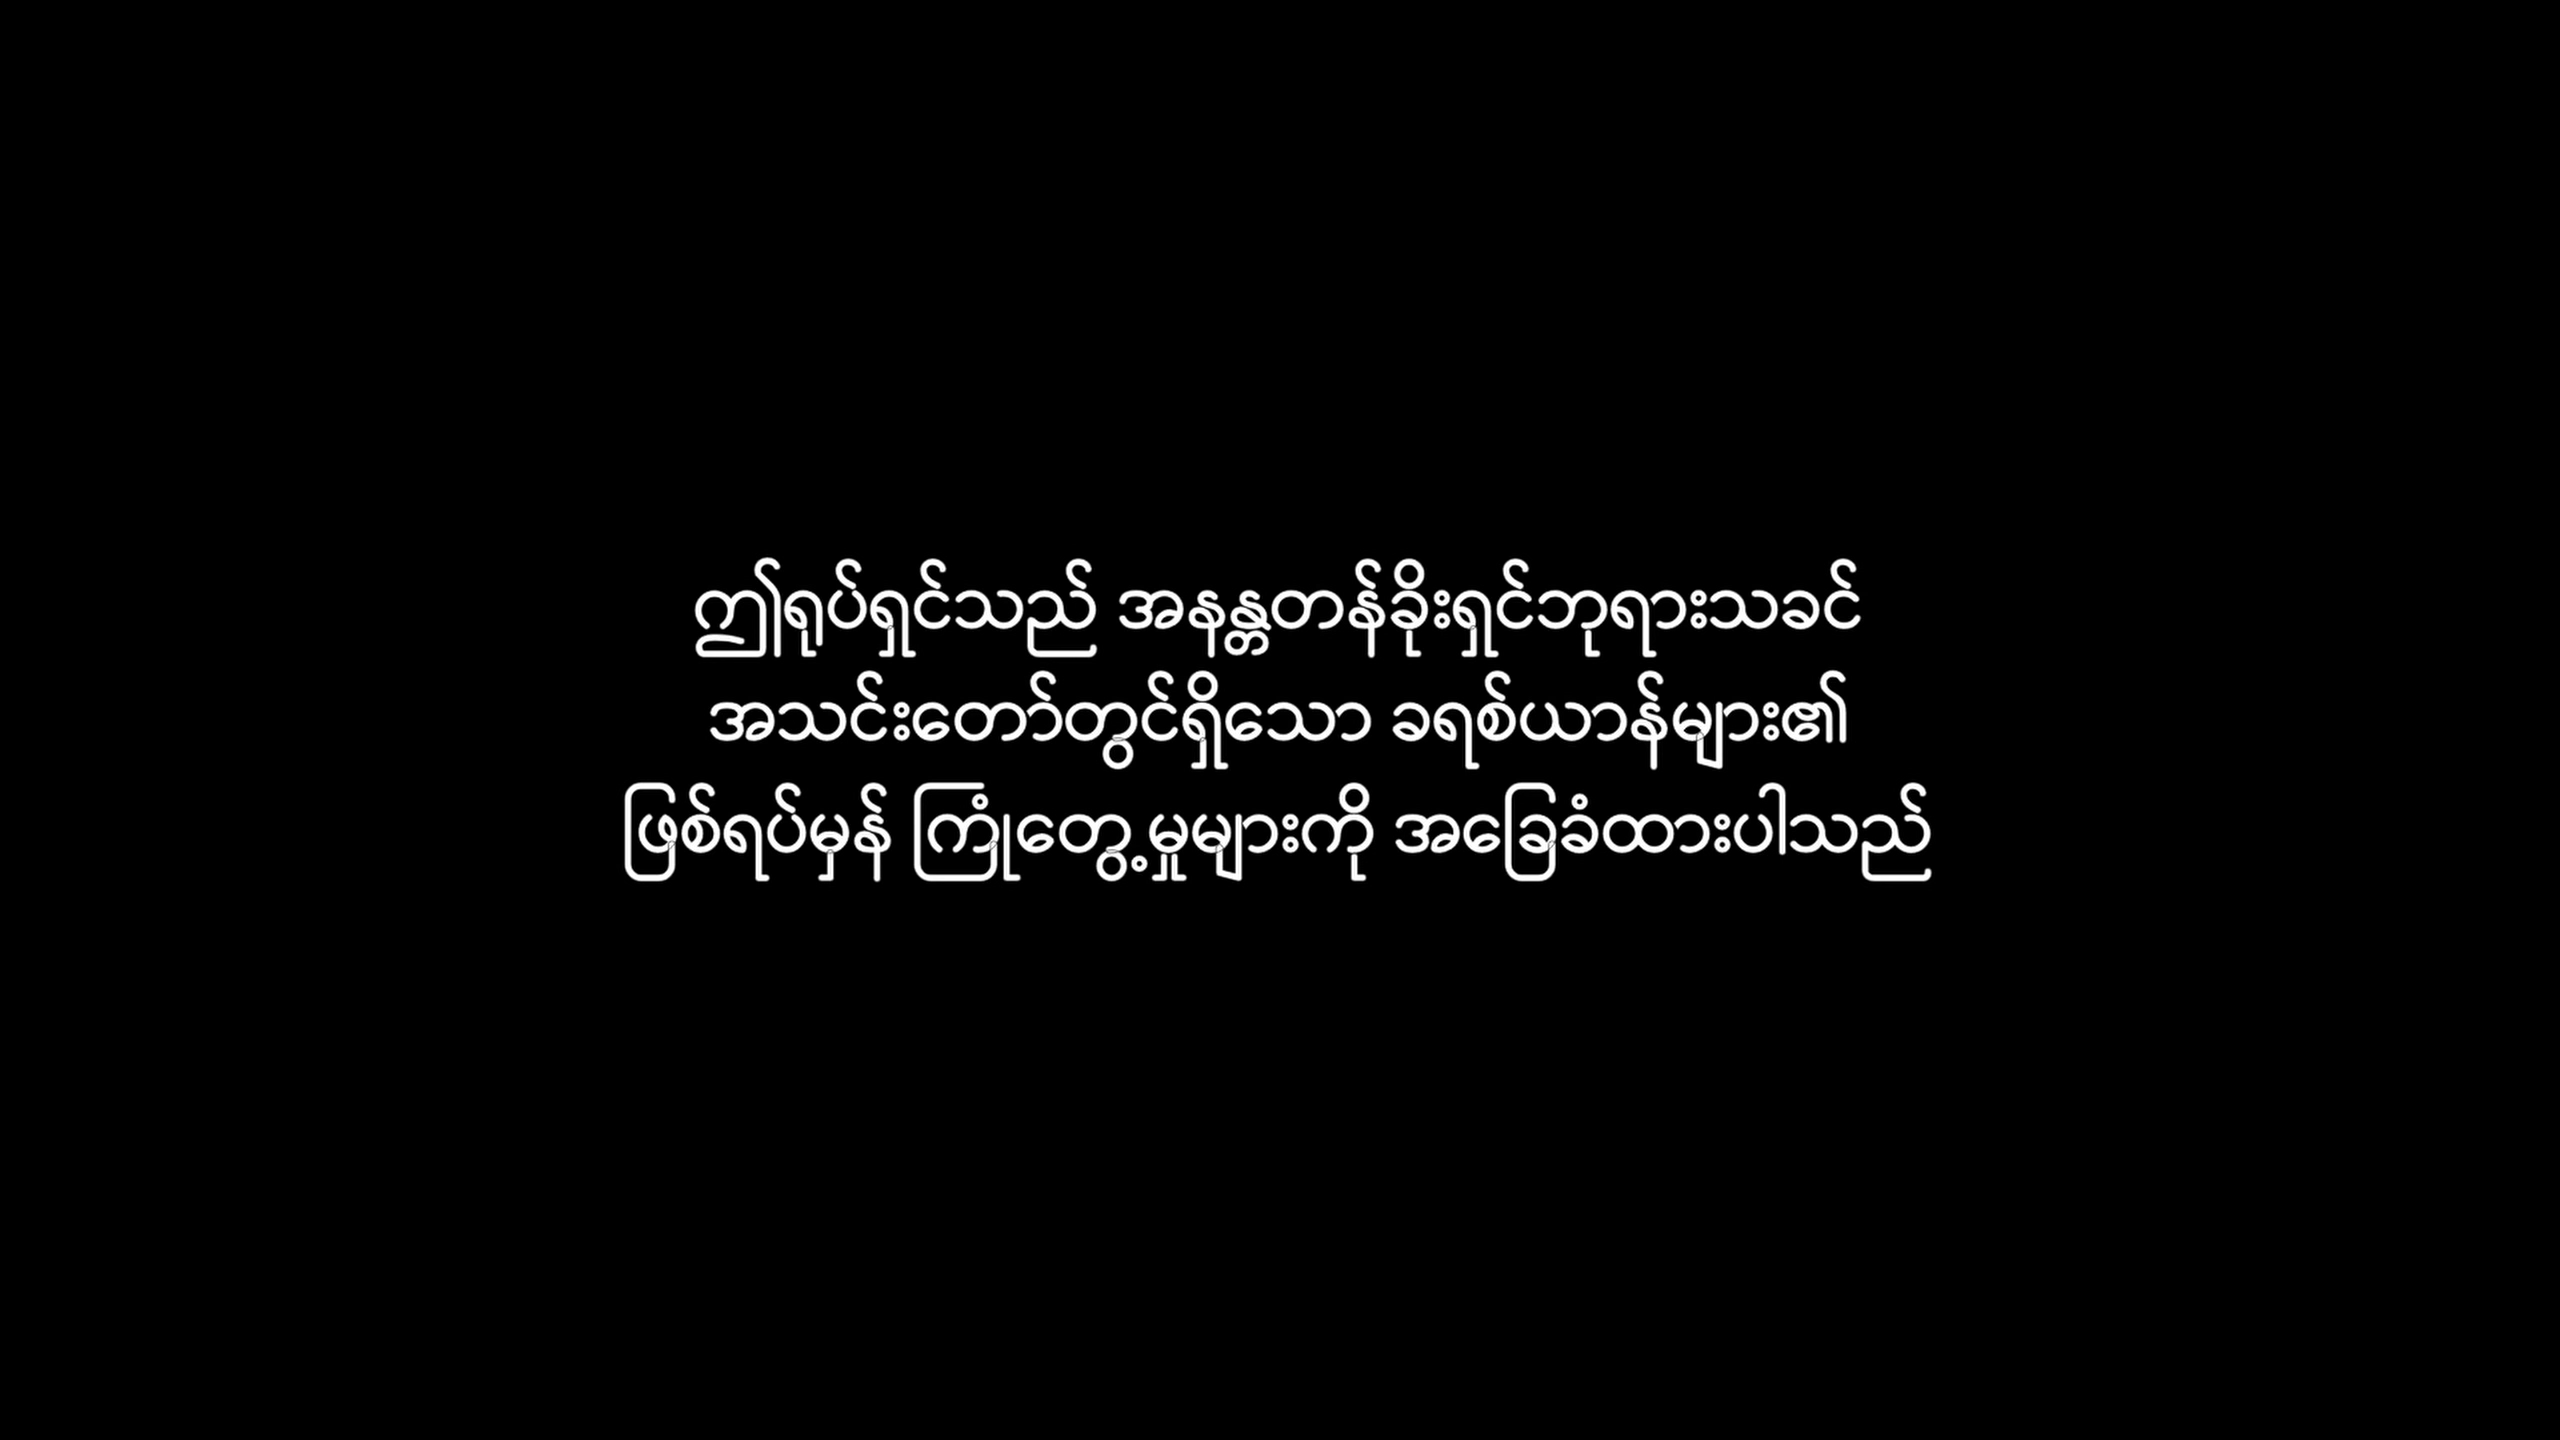 ဤရုပ်ရှင်သည် အနန္တတန်ခိုးရှင်ဘုရားသခင်
အသင်းတော်တွင်ရှိသော ခရစ်ယာန်များ၏
ဖြစ်ရပ်မှန် ကြုံတွေ့မှုများကို အခြေခံထားပါသည်